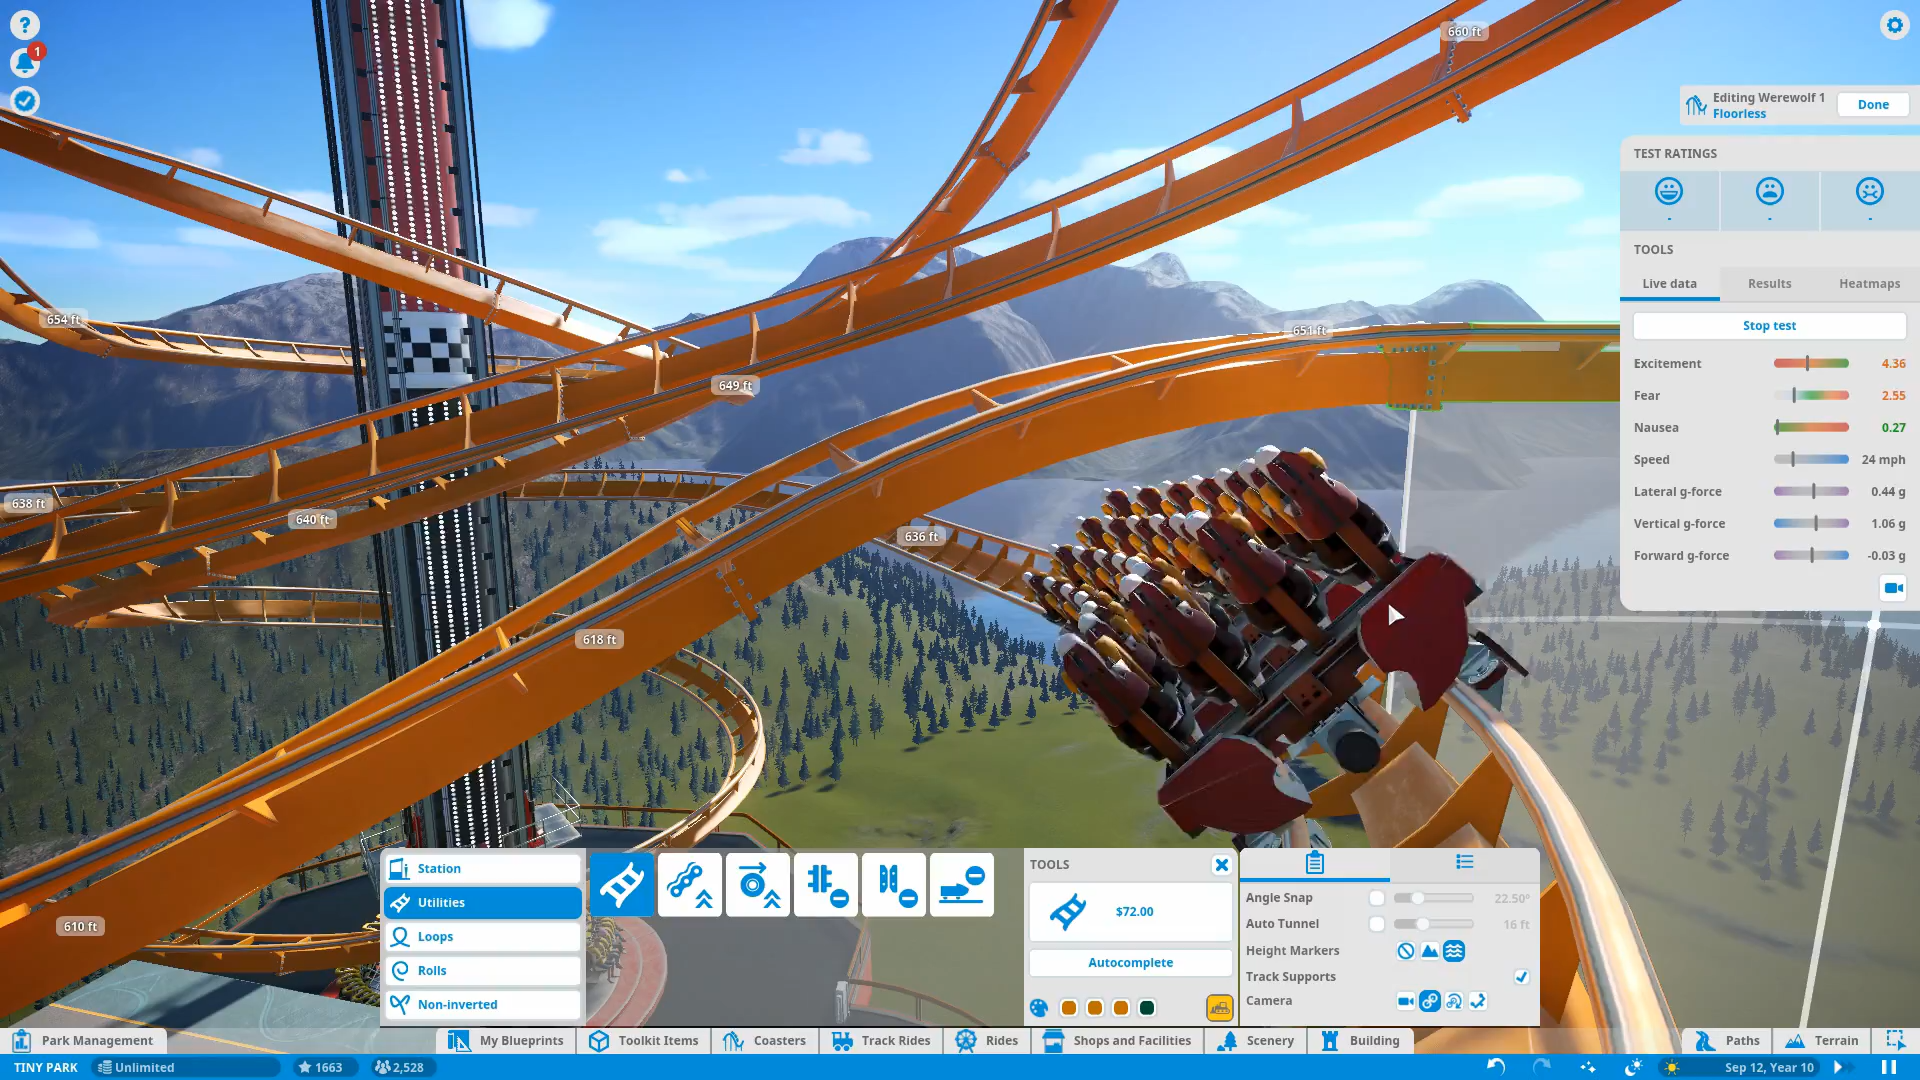 ?
1
660 ft
Editing Werewolf 1
Floorless
Done
TEST RATINGS
-
-
-
TOOLS
Live data
Results
Heatmaps
Stop test
Excitement
4.36
Fear
2.55
Nausea
0.27
Speed
24 mph
Lateral g-force
0.44 g
Vertical g-force
1.06 g
Forward g-force
-0.03 g
654 ft
651 ft
649 ft
638 ft
640 ft
636 ft
618 ft
610 ft
Station
Utilities
Loops
Rolls
Non-inverted
TOOLS
$72.00
Autocomplete
Angle Snap
22.50°
Auto Tunnel
16 ft
Height Markers
Track Supports
Camera
Park Management
My Blueprints
Toolkit Items
Coasters
Track Rides
Rides
Shops and Facilities
Scenery
Building
Paths
Terrain
TINY PARK
Unlimited
1663
2,528
Sep 12, Year 10